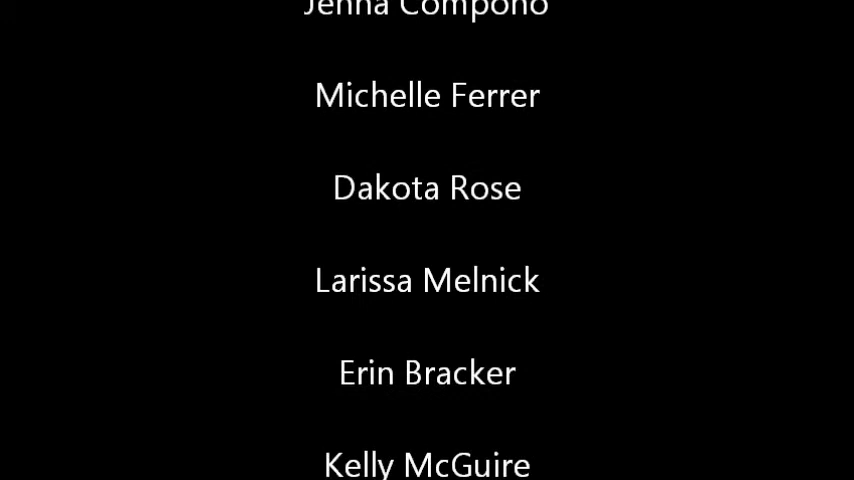 Jenna Compono
Michelle Ferrer
Dakota Rose
Larissa Melnick
Erin Bracker
Kelly McGuire